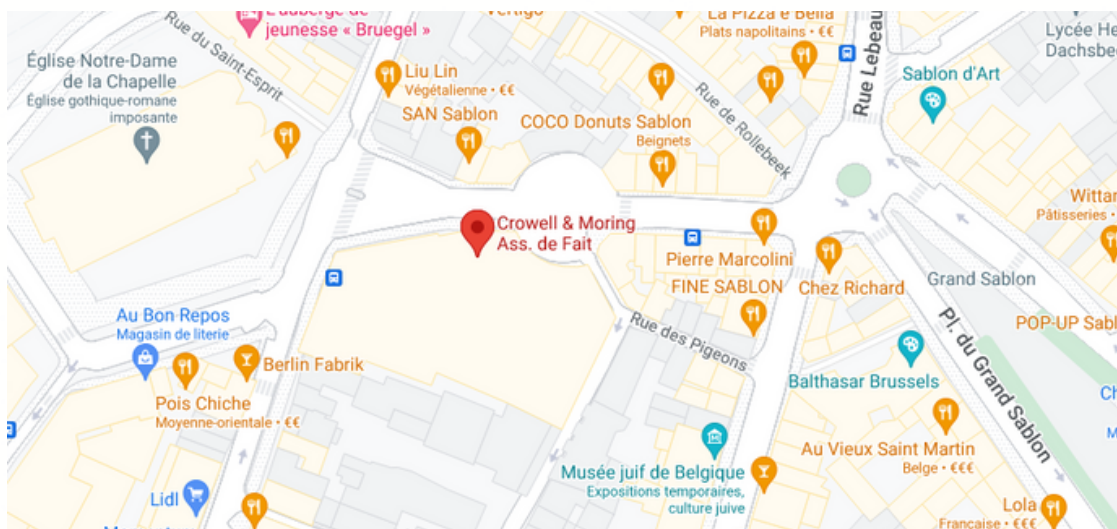 L'auberge de
jeunesse « Bruegel »
Vertigo
La Pizza è Bella
Plats napolitains • €€
Lycée
Dachsbe
Rue du Saint-Esprit
Église Notre-Dame
de la Chapelle
Église gothique-romane
imposante
Liu Lin
Végétalienne • €€
SAN Sablon
COCO Donuts Sablon
Beignets
Rue de Rollebeek
Rue Lebeau
Sablon d'Art
Crowell & Moring
Ass. de Fait
Pierre Marcolini
FINE SABLON
Chez Richard
Grand Sablon
Pâtisseries •
POP-UP
Au Bon Repos
Magasin de literie
Berlin Fabrik
Pois Chiche
Moyenne-orientale • €€
Rue des Pigeons
Balthasar Brussels
Pl. du Grand Sablon
Au Vieux Saint Martin
Belge • €€€
Musée juif de Belgique
Expositions temporaires,
culture juive
Lidl
Lola
Française • €€€